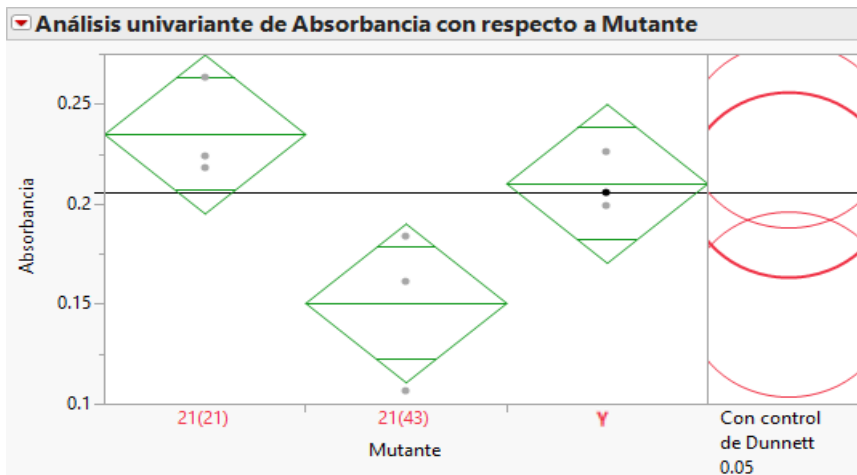 Análisis univariante de Absorbancia con respecto a Mutante
Absorbancia
0.25
0.2
0.15
0.1
21(21)
21(43)
Y
Mutante
Con control
de Dunnett
0.05